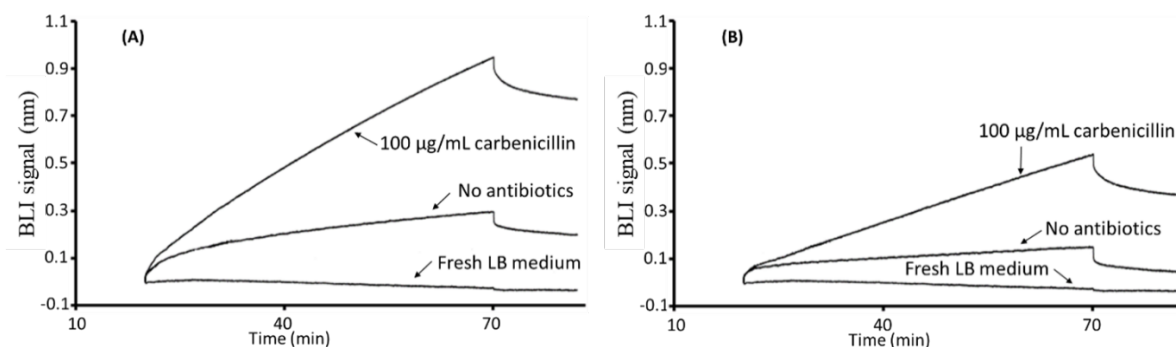 (A)
1.1
0.9
0.7
0.5
0.3
0.1
-0.1
BLI signal (nm)
100 µg/mL carbenicillin
No antibiotics
Fresh LB medium
10
40
70
Time (min)
(B)
1.1
0.9
0.7
0.5
0.3
0.1
-0.1
BLI signal (nm)
100 µg/mL carbenicillin
No antibiotics
Fresh LB medium
10
40
70
Time (min)